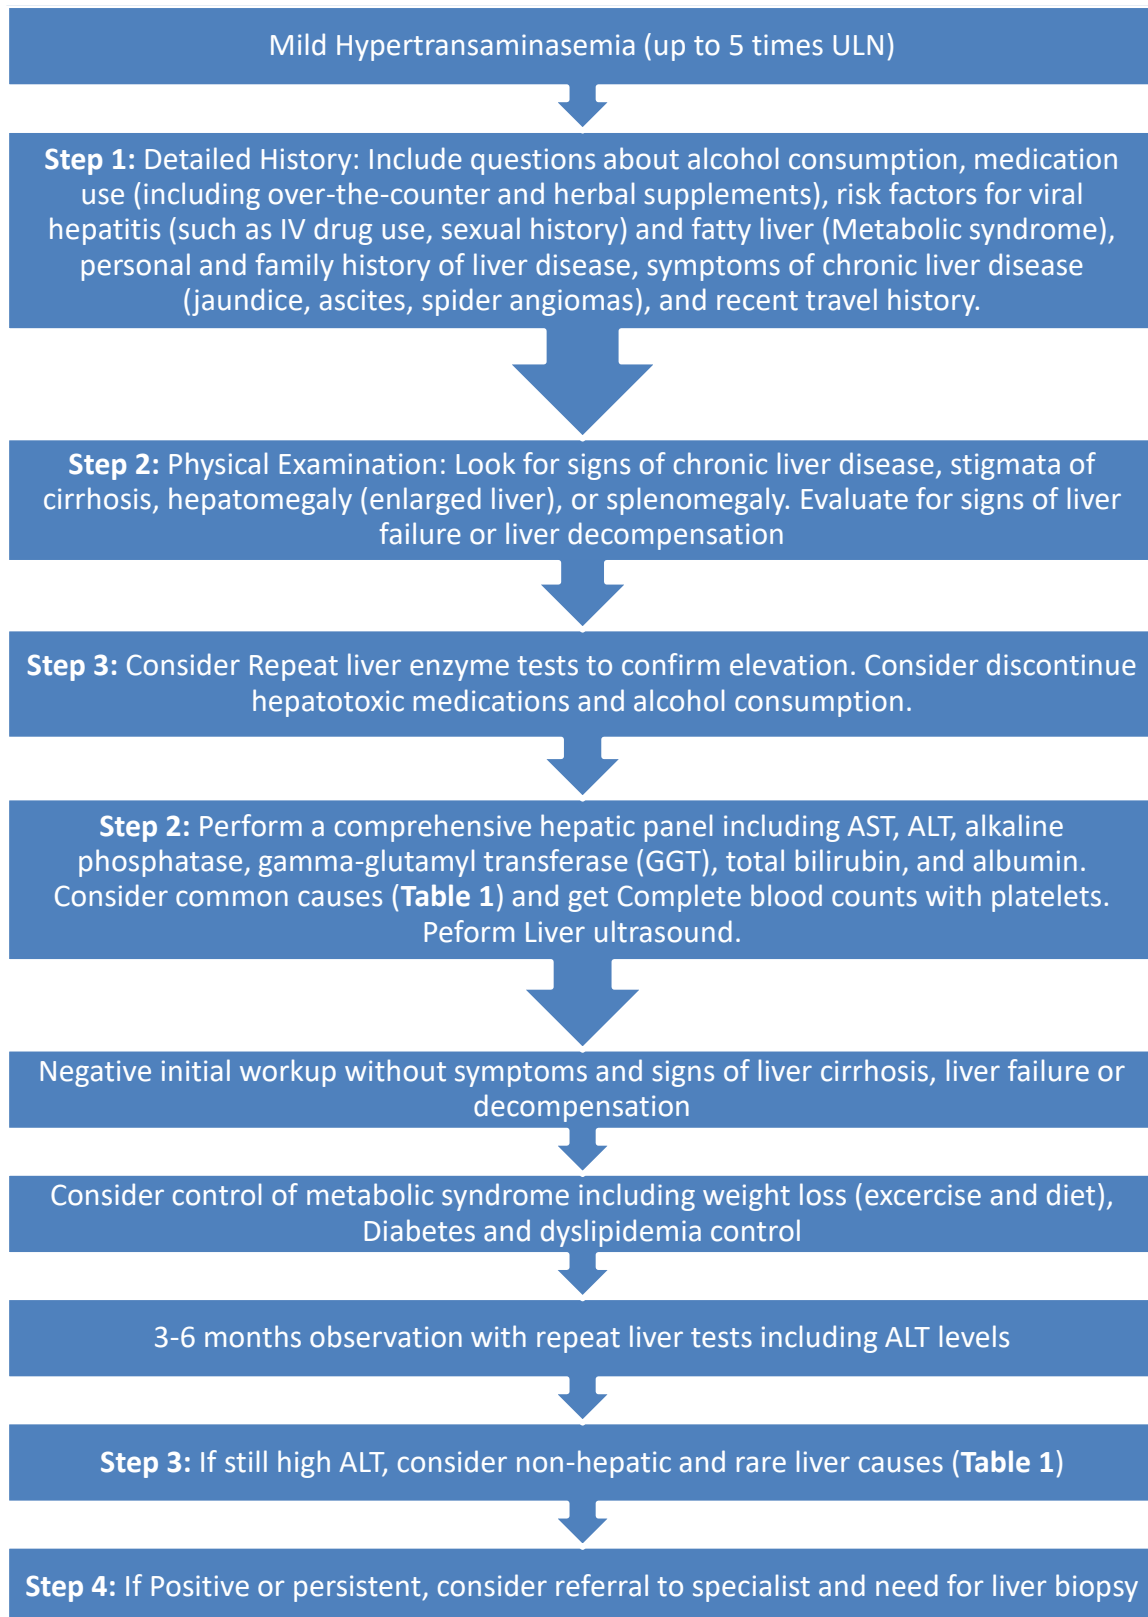 Mild Hypertransaminasemia (up to 5 times ULN)
Step 1: Detailed History: Include questions about alcohol consumption, medication
use (including over-the-counter and herbal supplements), risk factors for viral
hepatitis (such as IV drug use, sexual history) and fatty liver (Metabolic syndrome),
personal and family history of liver disease, symptoms of chronic liver disease
(jaundice, ascites, spider angiomas), and recent travel history.
Step 2: Physical Examination: Look for signs of chronic liver disease, stigmata of
cirrhosis, hepatomegaly (enlarged liver), or splenomegaly. Evaluate for signs of liver
failure or liver decompensation
Step 3: Consider Repeat liver enzyme tests to confirm elevation. Consider discontinue
hepatotoxic medications and alcohol consumption.
Step 2: Perform a comprehensive hepatic panel including AST, ALT, alkaline
phosphatase, gamma-glutamyl transferase (GGT), total bilirubin, and albumin.
Consider common causes (Table 1) and get Complete blood counts with platelets.
Peform Liver ultrasound.
Negative initial workup without symptoms and signs of liver cirrhosis, liver failure or
decompensation
Consider control of metabolic syndrome including weight loss (excercise and diet),
Diabetes and dyslipidemia control
3-6 months observation with repeat liver tests including ALT levels
Step 3: If still high ALT, consider non-hepatic and rare liver causes (Table 1)
Step 4: If Positive or persistent, consider referral to specialist and need for liver biopsy